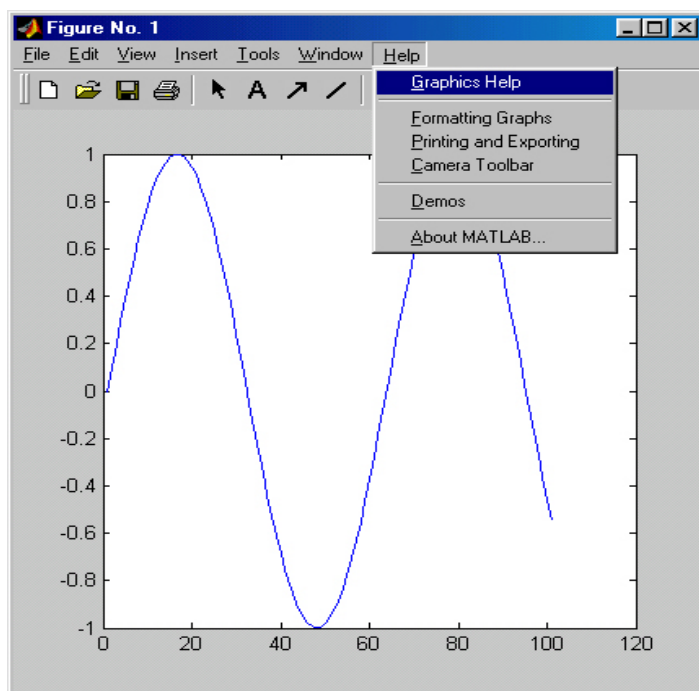 Figure No. 1
File Edit View Insert Tools Window Help
A
Graphics Help
Formatting Graphs
Printing and Exporting
Camera Toolbar
Demos
About MATLAB...
1
0.8
0.6
0.4
0.2
0
-0.2
-0.4
-0.6
-0.8
-1
0 20 40 60 80 100 120